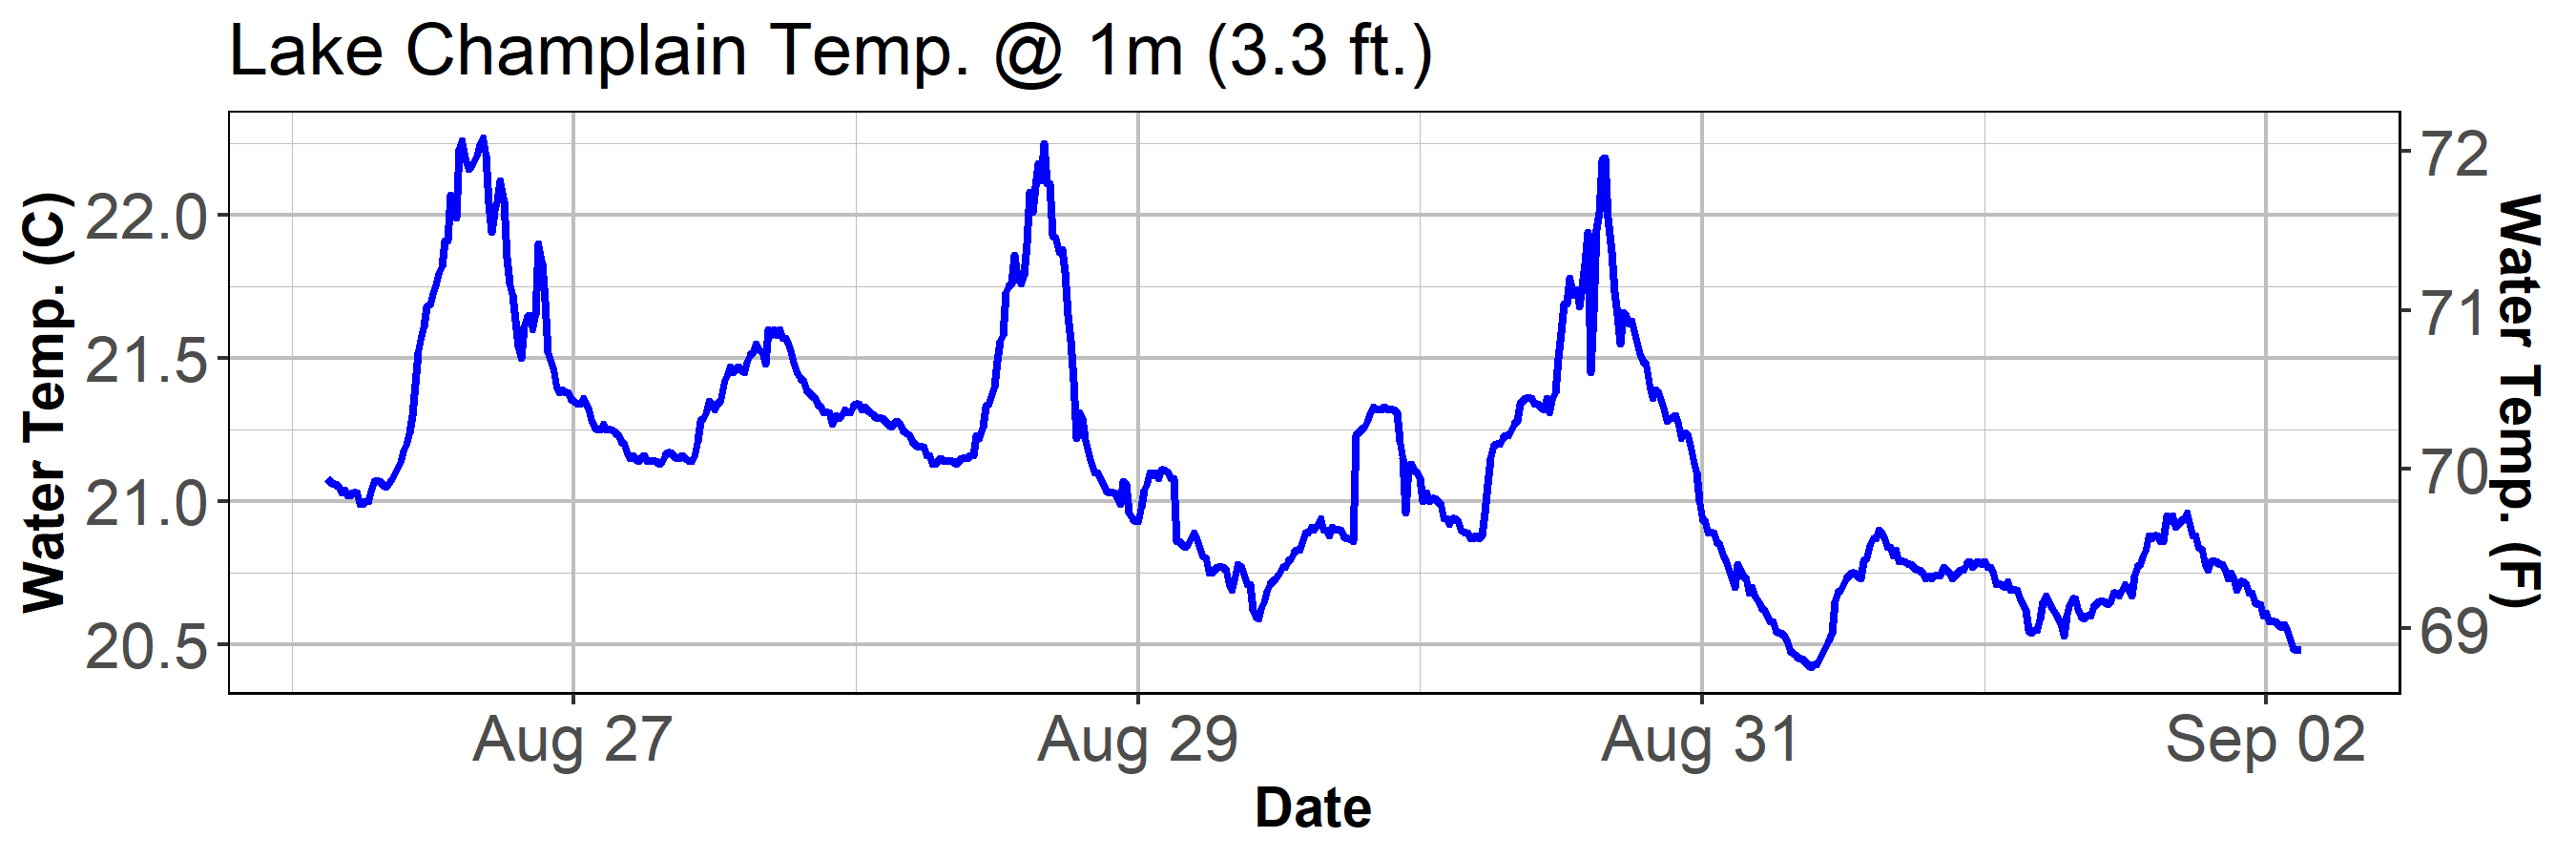 Lake Champlain Temp. @ 1m (3.3 ft.)
Water Temp. (C)
22.0
21.5
21.0
20.5
72
71
70
69
Water Temp. (F)
Aug 27
Aug 29
Aug 31
Sep 02
Date